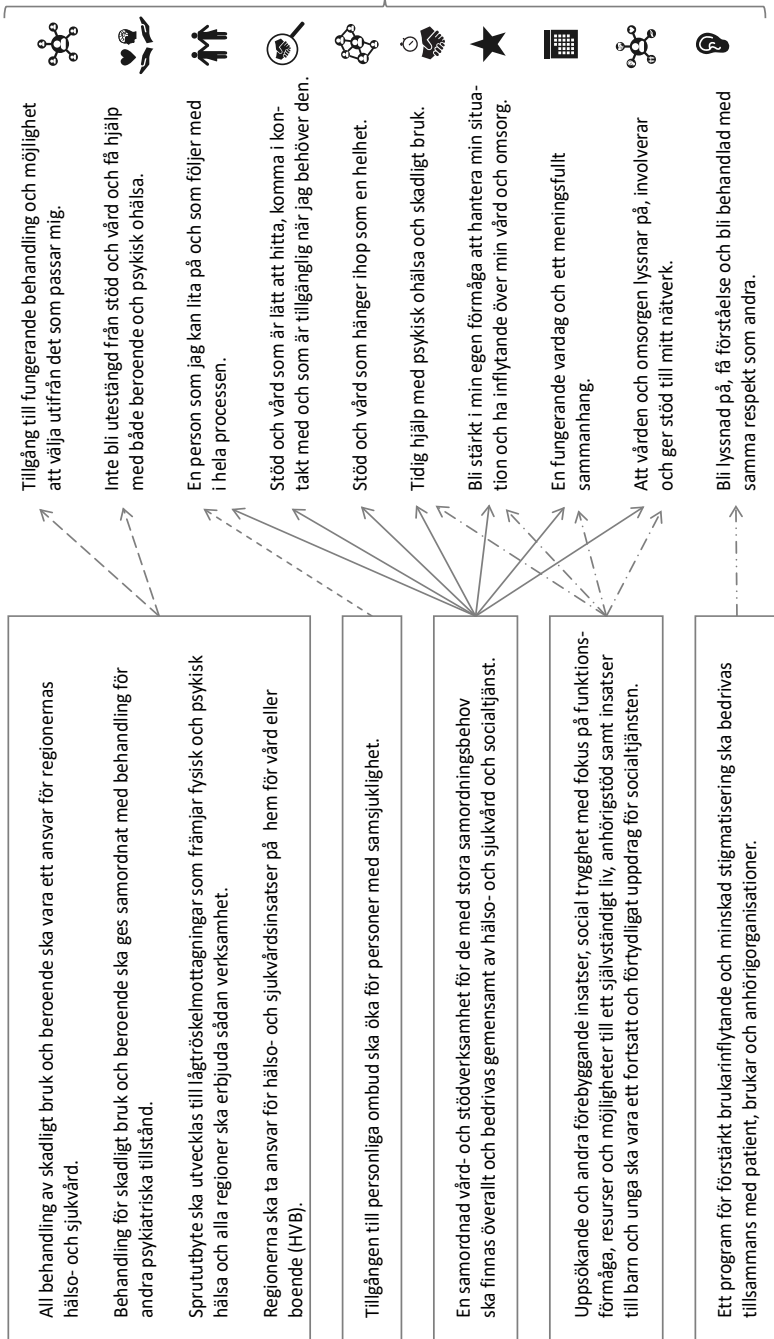 All behandling av skadligt bruk och beroende ska vara ett ansvar för regionernas
hälso- och sjukvård.
Behandling för skadligt bruk och beroende ska ges samordnat med behandling för
andra psykiatriska tillstånd.
Sprututbyte ska utvecklas till lågtröskelmottagningar som främjar fysisk och psykisk
hälsa och alla regioner ska erbjuda sådan verksamhet.
Regionerna ska ta ansvar för hälso- och sjukvårdsinsatser på hem för vård eller
boende (HVB).
Tillgången till personliga ombud ska öka för personer med samsjuklighet.
En samordnad vård- och stödverksamhet för de med stora samordningsbehov
ska finnas överallt och bedrivas gemensamt av hälso- och sjukvård och socialtjänst.
Uppsökande och andra förebyggande insatser, social trygghet med fokus på funktions-
förmåga, resurser och möjligheter till ett självständigt liv, anhörigstöd samt insatser
till barn och unga ska vara ett fortsatt och förtydligat uppdrag för socialtjänsten.
Ett program för förstärkt brukarinflytande och minskad stigmatisering ska bedrivas
tillsammans med patient, brukar och anhörigorganisationer.
Tillgång till fungerande behandling och möjlighet
att välja utifrån det som passar mig.
Inte bli utestängd från stöd och vård och få hjälp
med både beroende och psykisk ohälsa.
En person som jag kan lita på och som följer med
i hela processen.
Stöd och vård som är lätt att hitta, komma i kon-
takt med och som är tillgänglig när jag behöver den.
Stöd och vård som hänger ihop som en helhet.
Tidig hjälp med psykisk ohälsa och skadligt bruk.
Bli stärkt i min egen förmåga att hantera min situa-
tion och ha inflytande över min vård och omsorg.
En fungerande vardag och ett meningsfullt
sammanhang.
Att vården och omsorgen lyssnar på, involverar
och ger stöd till mitt nätverk.
Bli lyssnad på, få förståelse och bli behandlad med
samma respekt som andra.